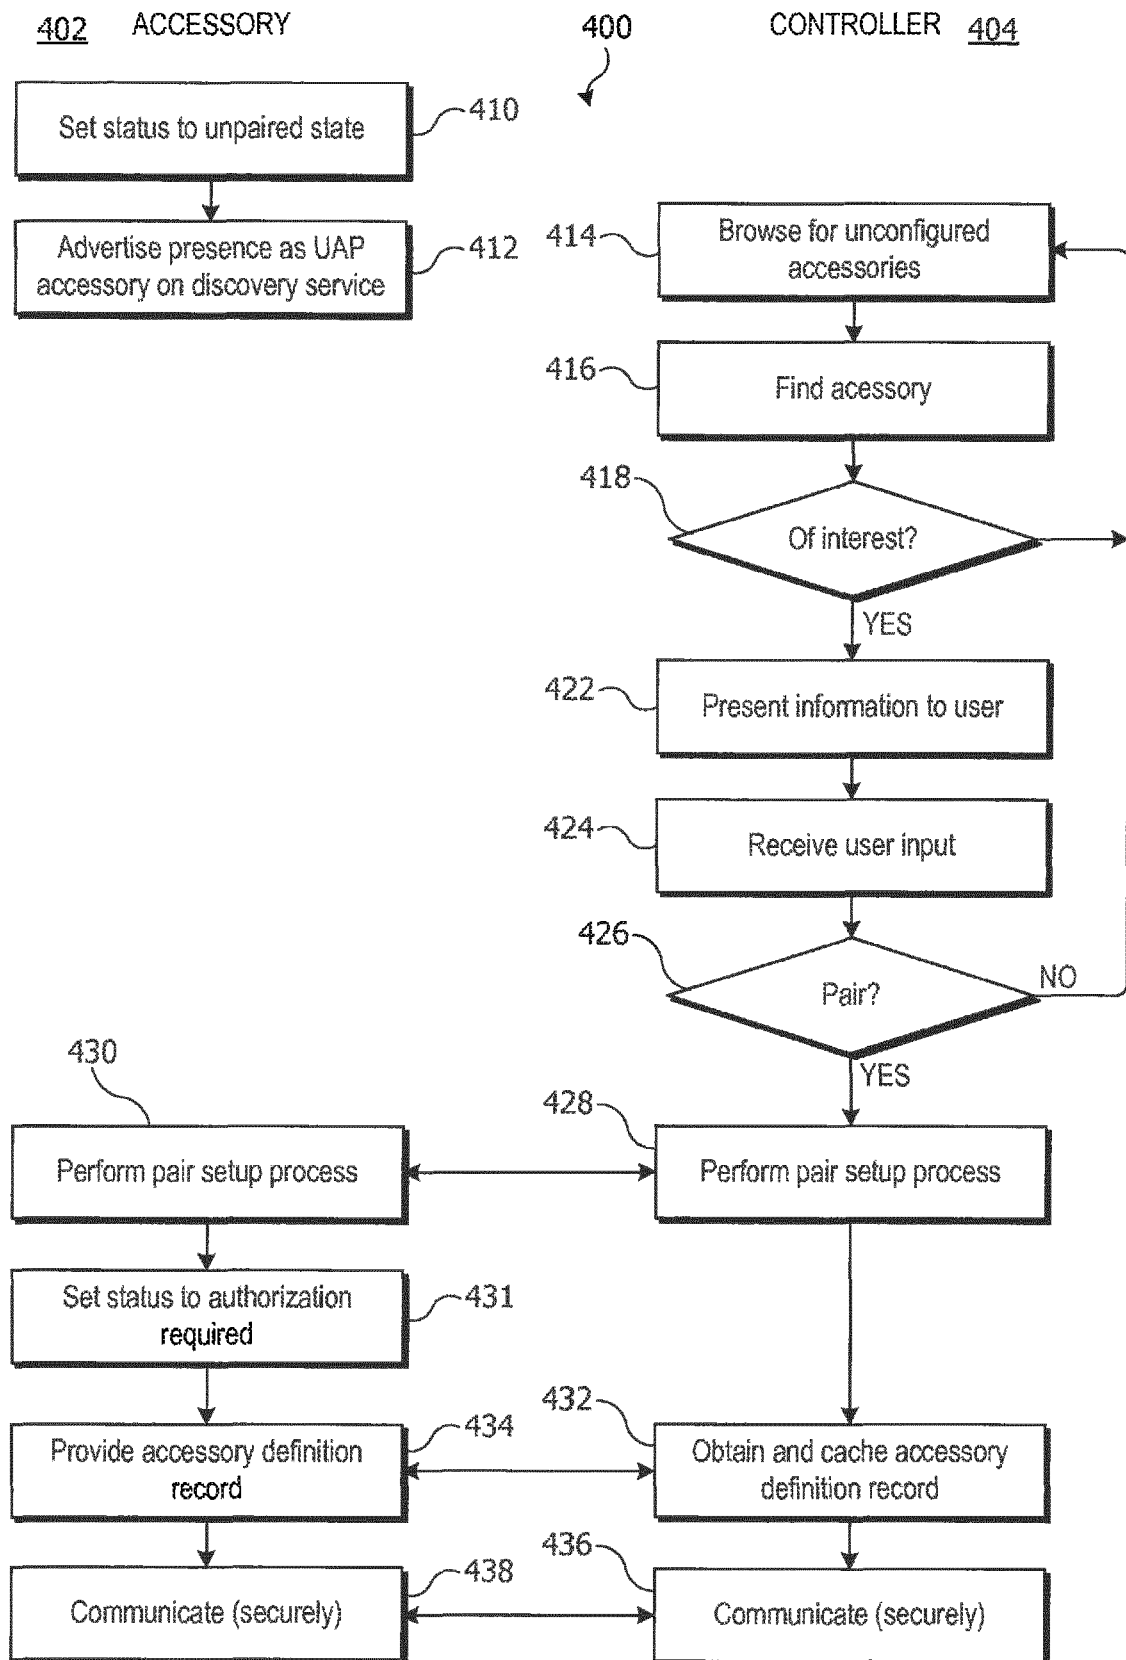 402 ACCESSORY
400
CONTROLLER 404
Set status to unpaired state
410
Advertise presence as UAP
accessory on discovery service
412
414
Browse for unconfigured
accessories
416
Find acessory
418
Of interest?
YES
422
Present information to user
424
Receive user input
426
Pair?
NO
YES
430
Perform pair setup process
428
Perform pair setup process
Set status to authorization
required
431
Provide accessory definition
record
434
432
Obtain and cache accessory
definition record
Communicate (securely)
438
436
Communicate (securely)